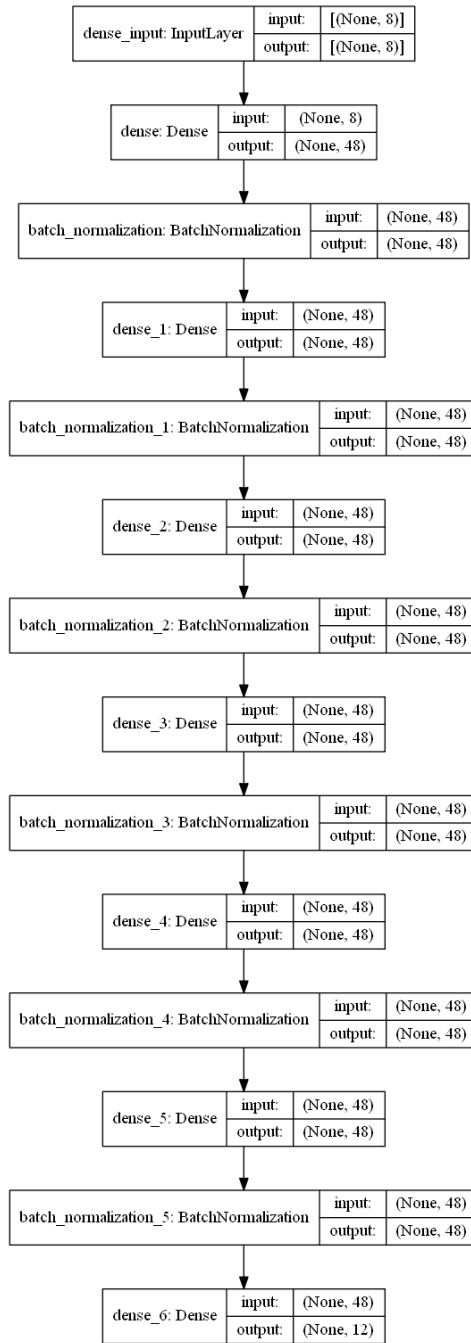 dense_input: InputLayer
input: [(None, 8)]
output: [(None, 8)]
dense: Dense
input: (None, 8)
output: (None, 48)
batch_normalization: BatchNormalization
input: (None, 48)
output: (None, 48)
dense_1: Dense
input: (None, 48)
output: (None, 48)
batch_normalization_1: BatchNormalization
input: (None, 48)
output: (None, 48)
dense_2: Dense
input: (None, 48)
output: (None, 48)
batch_normalization_2: BatchNormalization
input: (None, 48)
output: (None, 48)
dense_3: Dense
input: (None, 48)
output: (None, 48)
batch_normalization_3: BatchNormalization
input: (None, 48)
output: (None, 48)
dense_4: Dense
input: (None, 48)
output: (None, 48)
batch_normalization_4: BatchNormalization
input: (None, 48)
output: (None, 48)
dense_5: Dense
input: (None, 48)
output: (None, 48)
batch_normalization_5: BatchNormalization
input: (None, 48)
output: (None, 48)
dense_6: Dense
input: (None, 48)
output: (None, 12)